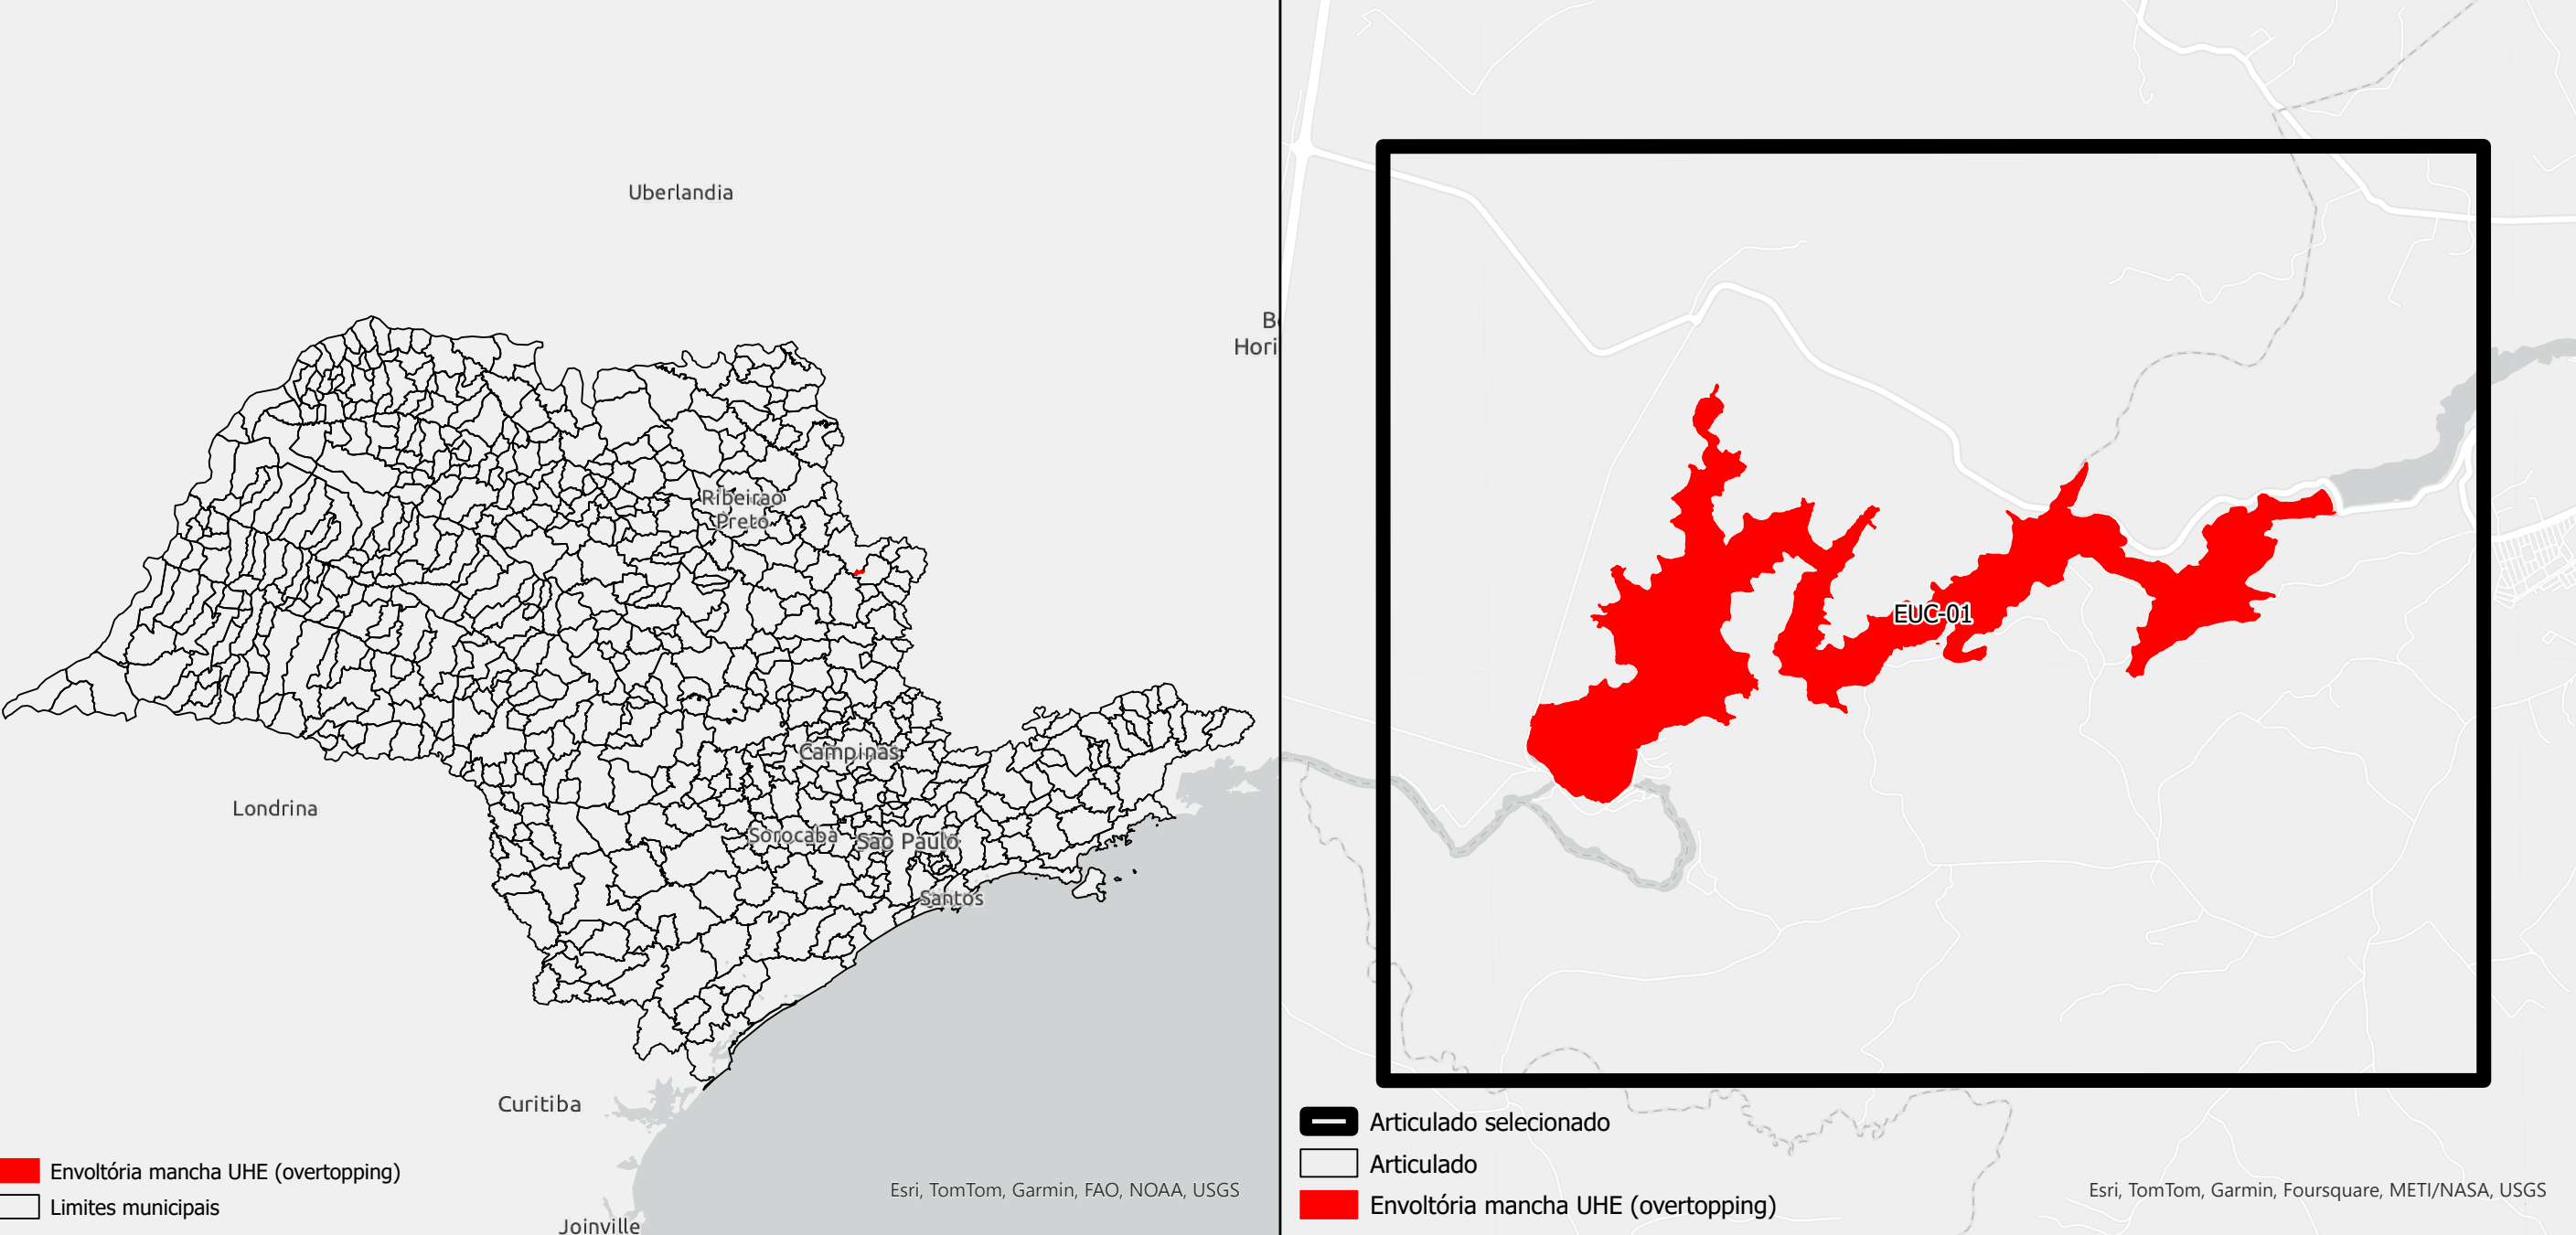 Uberlandia
B
Hori
Ribeirao
Preto
Campinas
Londrina
Sorocaba
Sao Paulo
Santos
Curitiba
Joinville
Envoltória mancha UHE (overtopping)
Limites municipais
Esri, TomTom, Garmin, FAO, NOAA, USGS
EUC-01
Articulado selecionado
Articulado
Envoltória mancha UHE (overtopping)
Esri, TomTom, Garmin, Foursquare, METI/NASA, USGS